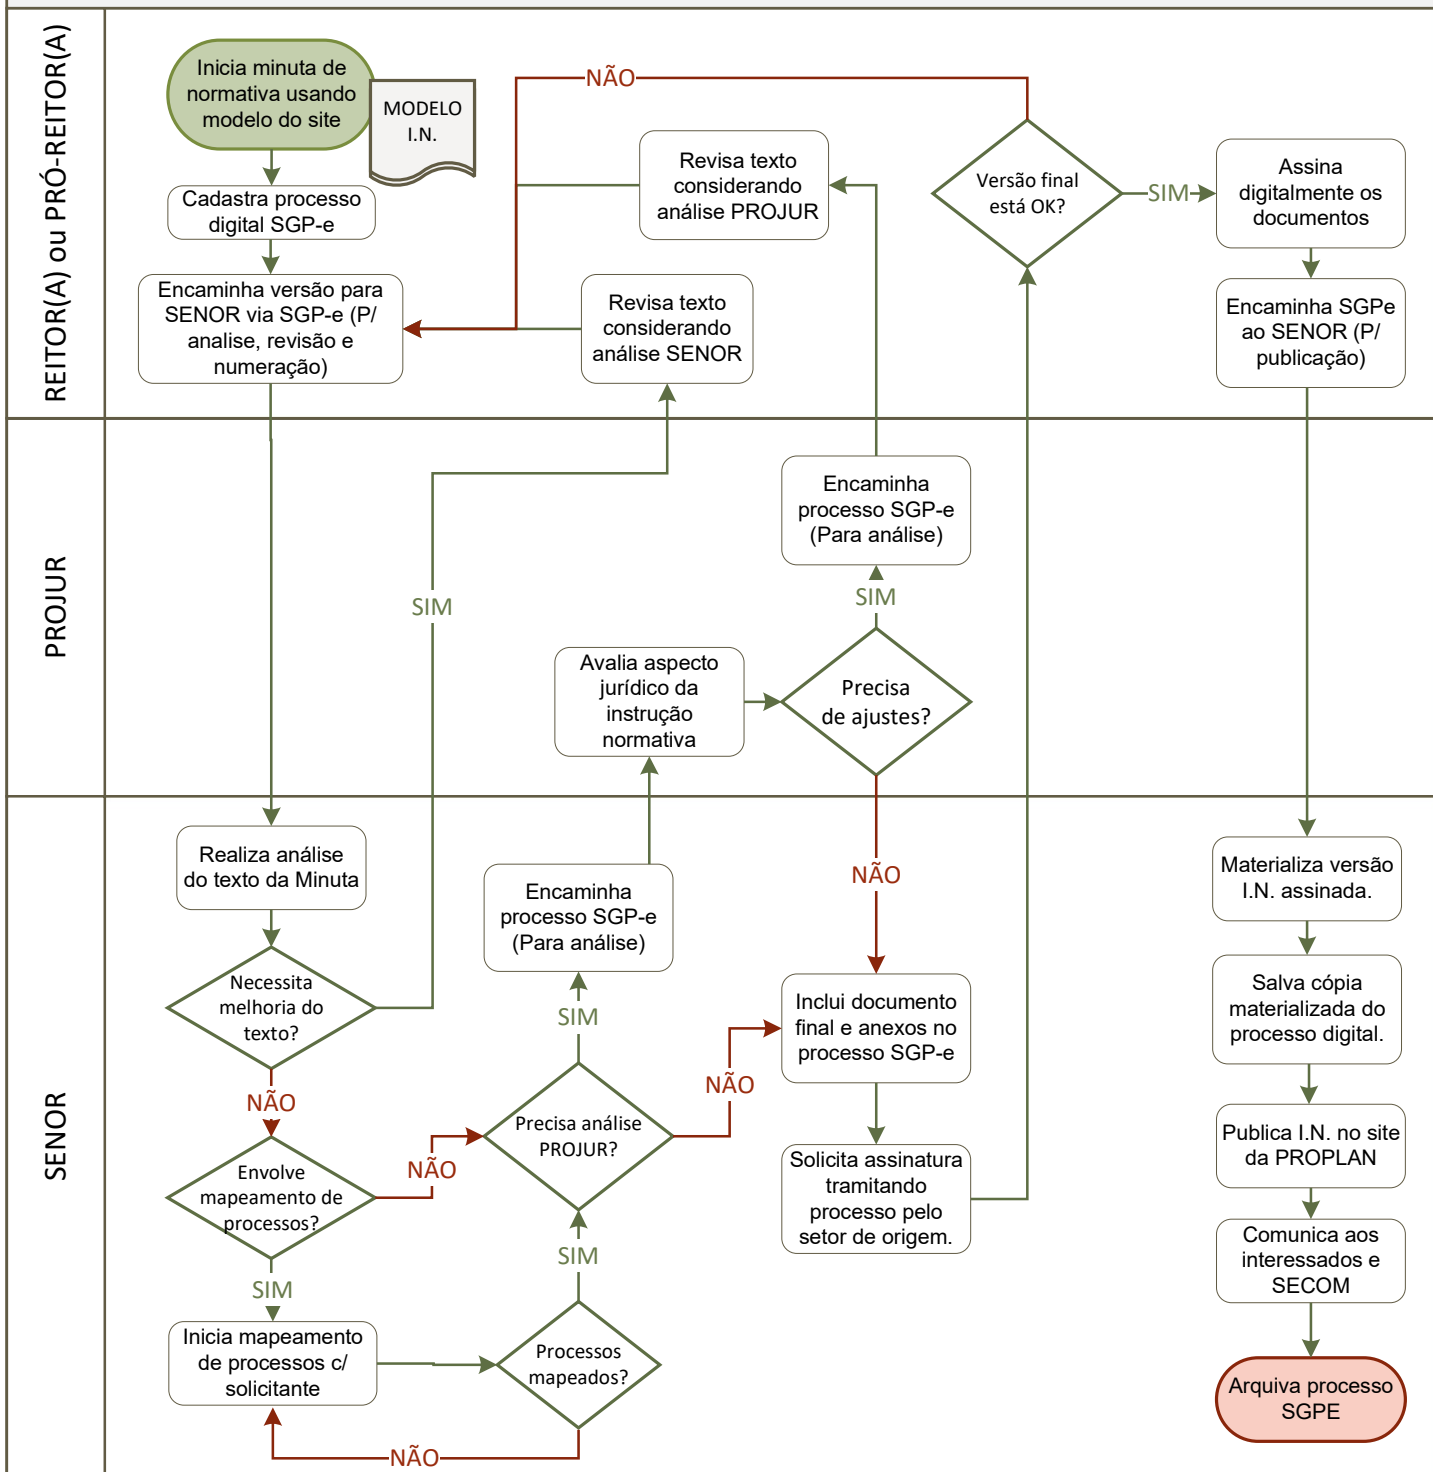 REITOR(A) ou PRÓ-REITOR(A)
Inicia minuta de
normativa usando
modelo do site
MODELO
I.N.
Cadastra processo
digital SGP-e
Encaminha versão para
SENOR via SGP-e (P/
analise, revisão e
numeração)
NÃO
Revisa texto
considerando
análise PROJUR
Revisa texto
considerando
análise SENOR
Versão final
está OK?
SIM
Assina
digitalmente os
documentos
Encaminha SGPe
ao SENOR (P/
publicação)
PROJUR
SIM
Encaminha
processo SGP-e
(Para análise)
SIM
Avalia aspecto
jurídico da
instrução
normativa
Precisa
de ajustes?
NÃO
SENOR
Realiza análise
do texto da Minuta
Necessita
melhoria do
texto?
NÃO
Envolve
mapeamento de
processos?
NÃO
SIM
Inicia mapeamento
de processos c/
solicitante
Encaminha
processo SGP-e
(Para análise)
SIM
Precisa análise
PROJUR?
NÃO
SIM
Processos
mapeados?
NÃO
Inclui documento
final e anexos no
processo SGP-e
Solicita assinatura
tramitando
processo pelo
setor de origem.
Materializa versão
I.N. assinada.
Salva cópia
materializada do
processo digital.
Publica I.N. no site
da PROPLAN
Comunica aos
interessados e
SECOM
Arquiva processo
SGPE